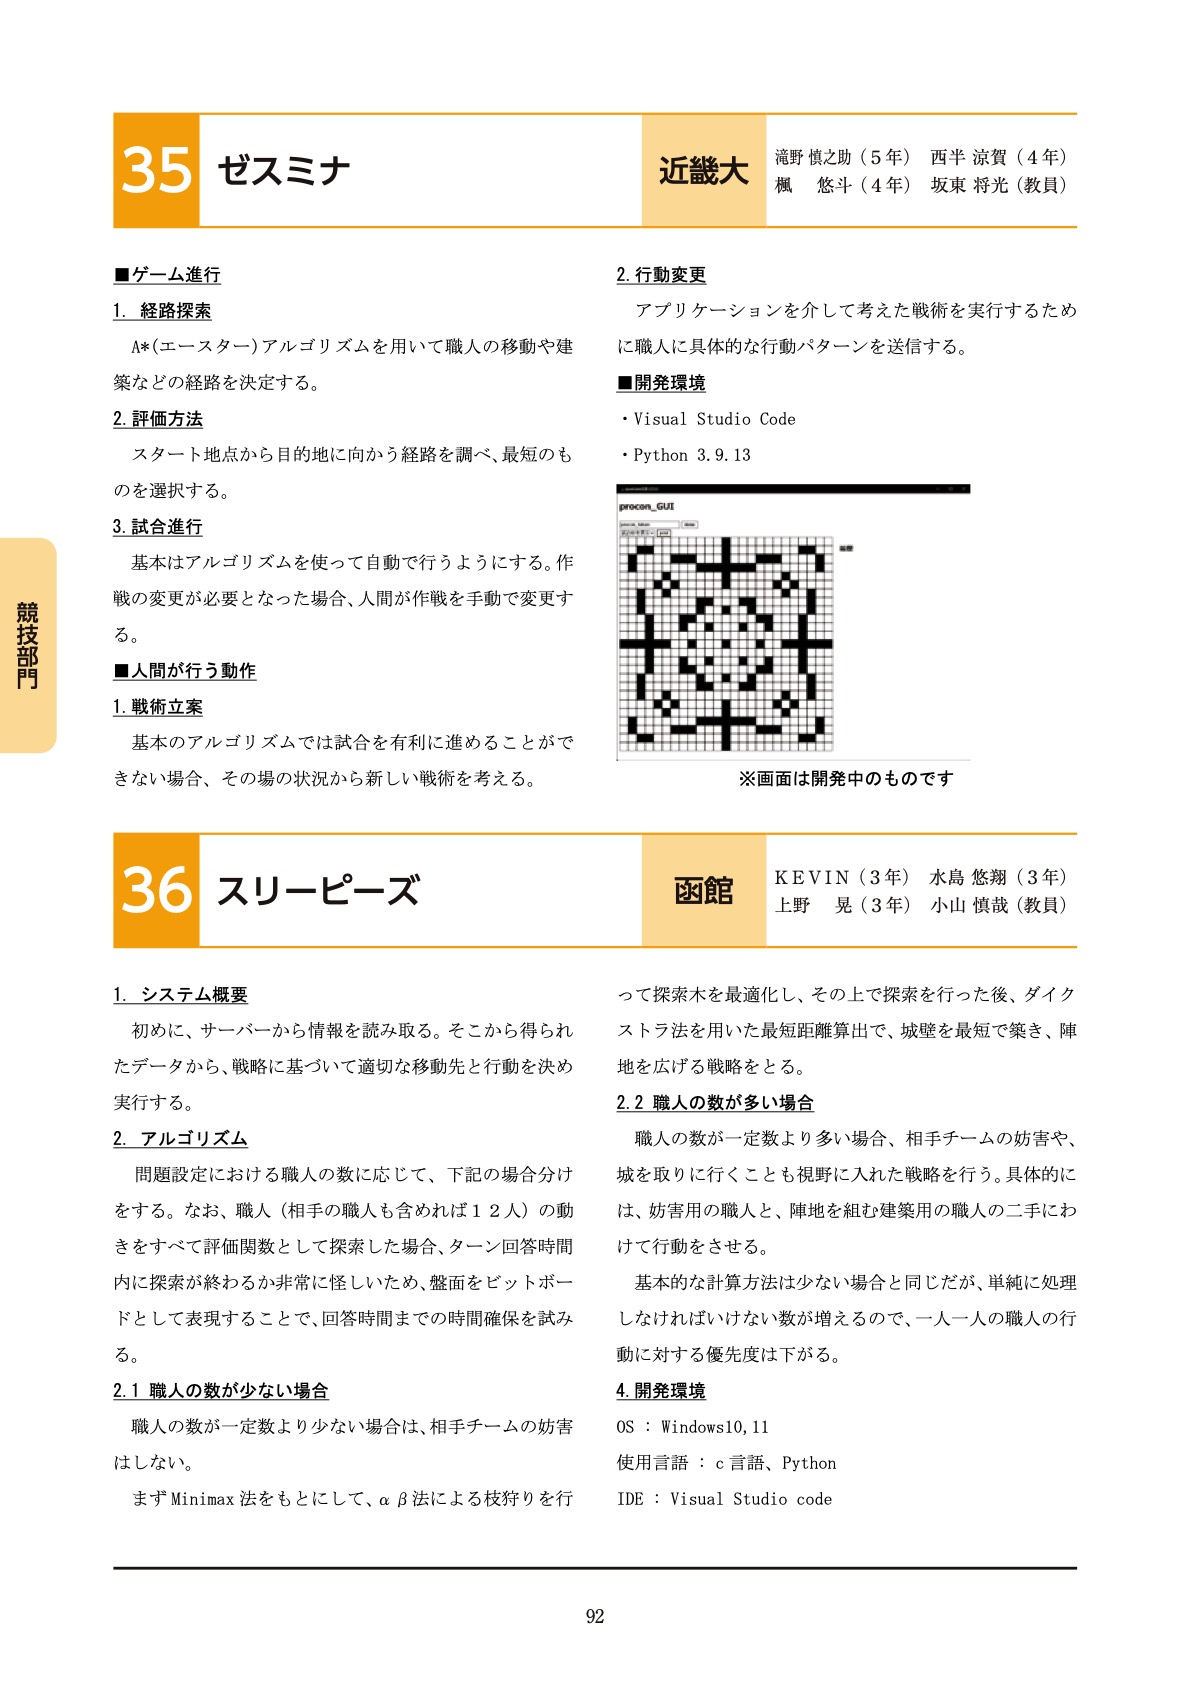 35 ゼスミナ
近畿大
滝野 慎之助（５年） 西半 涼賀（４年）
楓　悠斗（４年） 坂東 将光（教員）
■ゲーム進行
1. 経路探索
A*(エースター)アルゴリズムを用いて職人の移動や建
築などの経路を決定する。
2. 評価方法
スタート地点から目的地に向かう経路を調べ、最短のも
のを選択する。
3. 試合進行
基本はアルゴリズムを使って自動で行うようにする。作
戦の変更が必要となった場合、人間が作戦を手動で変更す
る。
■人間が行う動作
1. 戦術立案
基本のアルゴリズムでは試合を有利に進めることがで
きない場合、その場の状況から新しい戦術を考える。
2. 行動変更
アプリケーションを介して考えた戦術を実行するため
に職人に具体的な行動パターンを送信する。
■開発環境
・Visual Studio Code
・Python 3.9.13
procon_GUI
※画面は開発中のものです
競技部門
36 スリーピーズ
函館
ＫＥＶＩＮ（３年） 水島 悠翔（３年）
上野　晃（３年） 小山 慎哉（教員）
1. システム概要
初めに、サーバーから情報を読み取る。そこから得られ
たデータから、戦略に基づいて適切な移動先と行動を決め
実行する。
2. アルゴリズム
問題設定における職人の数に応じて、下記の場合分け
をする。なお、職人（相手の職人も含めれば１２人）の動
きをすべて評価関数として探索した場合、ターン回答時間
内に探索が終わるか非常に怪しいため、盤面をビットボー
ドとして表現することで、回答時間までの時間確保を試み
る。
2.1 職人の数が少ない場合
職人の数が一定数より少ない場合は、相手チームの妨害
はしない。
まず Minimax 法をもとにして、α β法による枝狩りを行
って探索木を最適化し、その上で探索を行った後、ダイク
ストラ法を用いた最短距離算出で、城壁を最短で築き、陣
地を広げる戦略をとる。
2.2 職人の数が多い場合
職人の数が一定数より多い場合、相手チームの妨害や、
城を取りに行くことも視野に入れた戦略を行う。具体的に
は、妨害用の職人と、陣地を組む建築用の職人の二手にわ
けて行動をさせる。
基本的な計算方法は少ない場合と同じだが、単純に処理
しなければいけない数が増えるので、一人一人の職人の行
動に対する優先度は下がる。
4. 開発環境
OS ： Windows10, 11
使用言語 ： c 言語、Python
IDE ： Visual Studio code
92